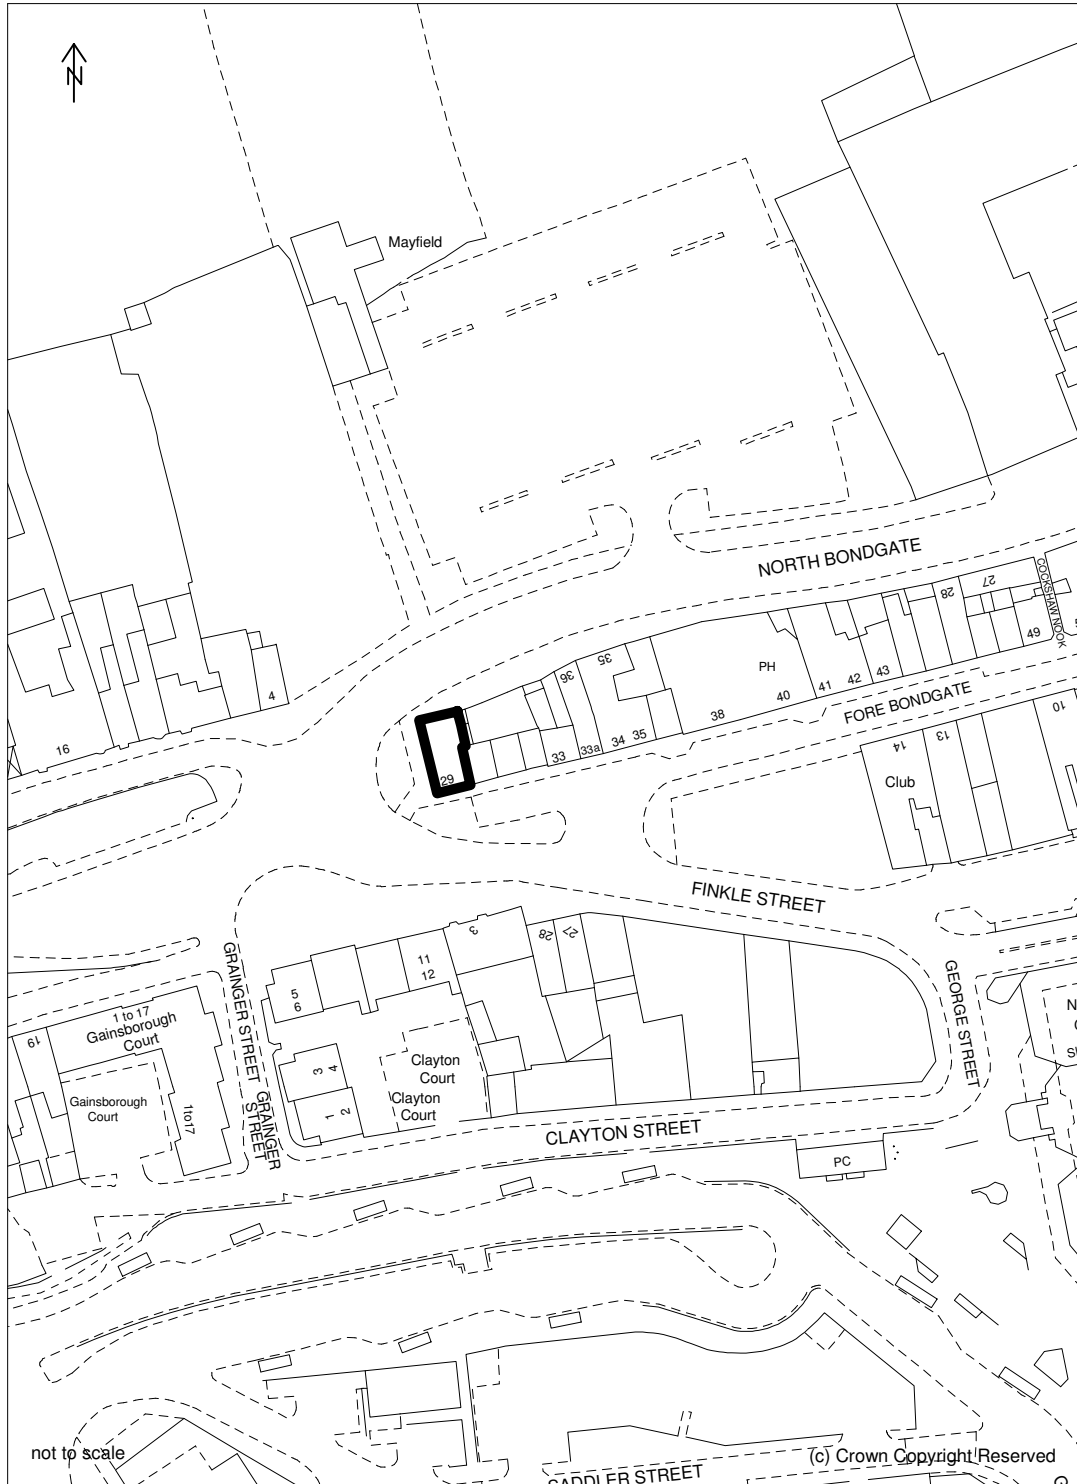 N
Mayfield
NORTH BONDGATE
COCKSHAW NOOK
27
28
49
35
36
PH
43
42
41
40
38
35
34
33a
33
29
4
16
FORE BONDGATE
10
13
14
Club
FINKLE STREET
GRAINGER STREET
GRAINGER STREET
GEORGE STREET
3
28
27
11
12
5
6
1 to 17
Gainsborough
Court
19
Gainsborough
Court
1to17
3
4
1
2
Clayton
Court
Clayton
Court
CLAYTON STREET
PC
SADDLER STREET
not to scale
(c) Crown Copyright Reserved